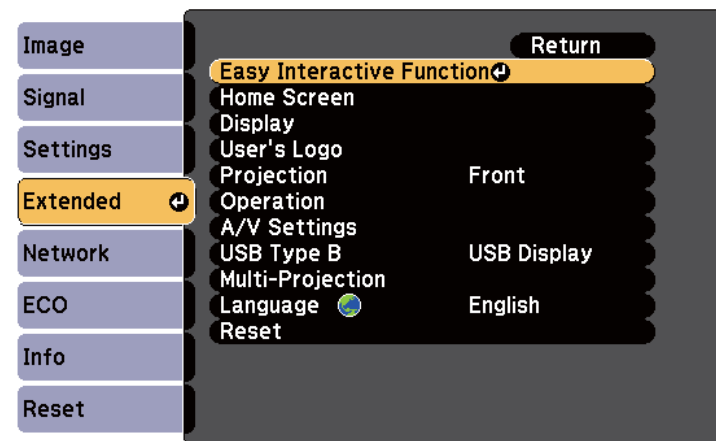 Image
Signal
Settings
Extended
Network
ECO
Info
Reset
Return
Easy Interactive Function
Home Screen
Display
User's Logo
Projection Front
Operation
A/V Settings
USB Type B USB Display
Multi-Projection
Language English
Reset